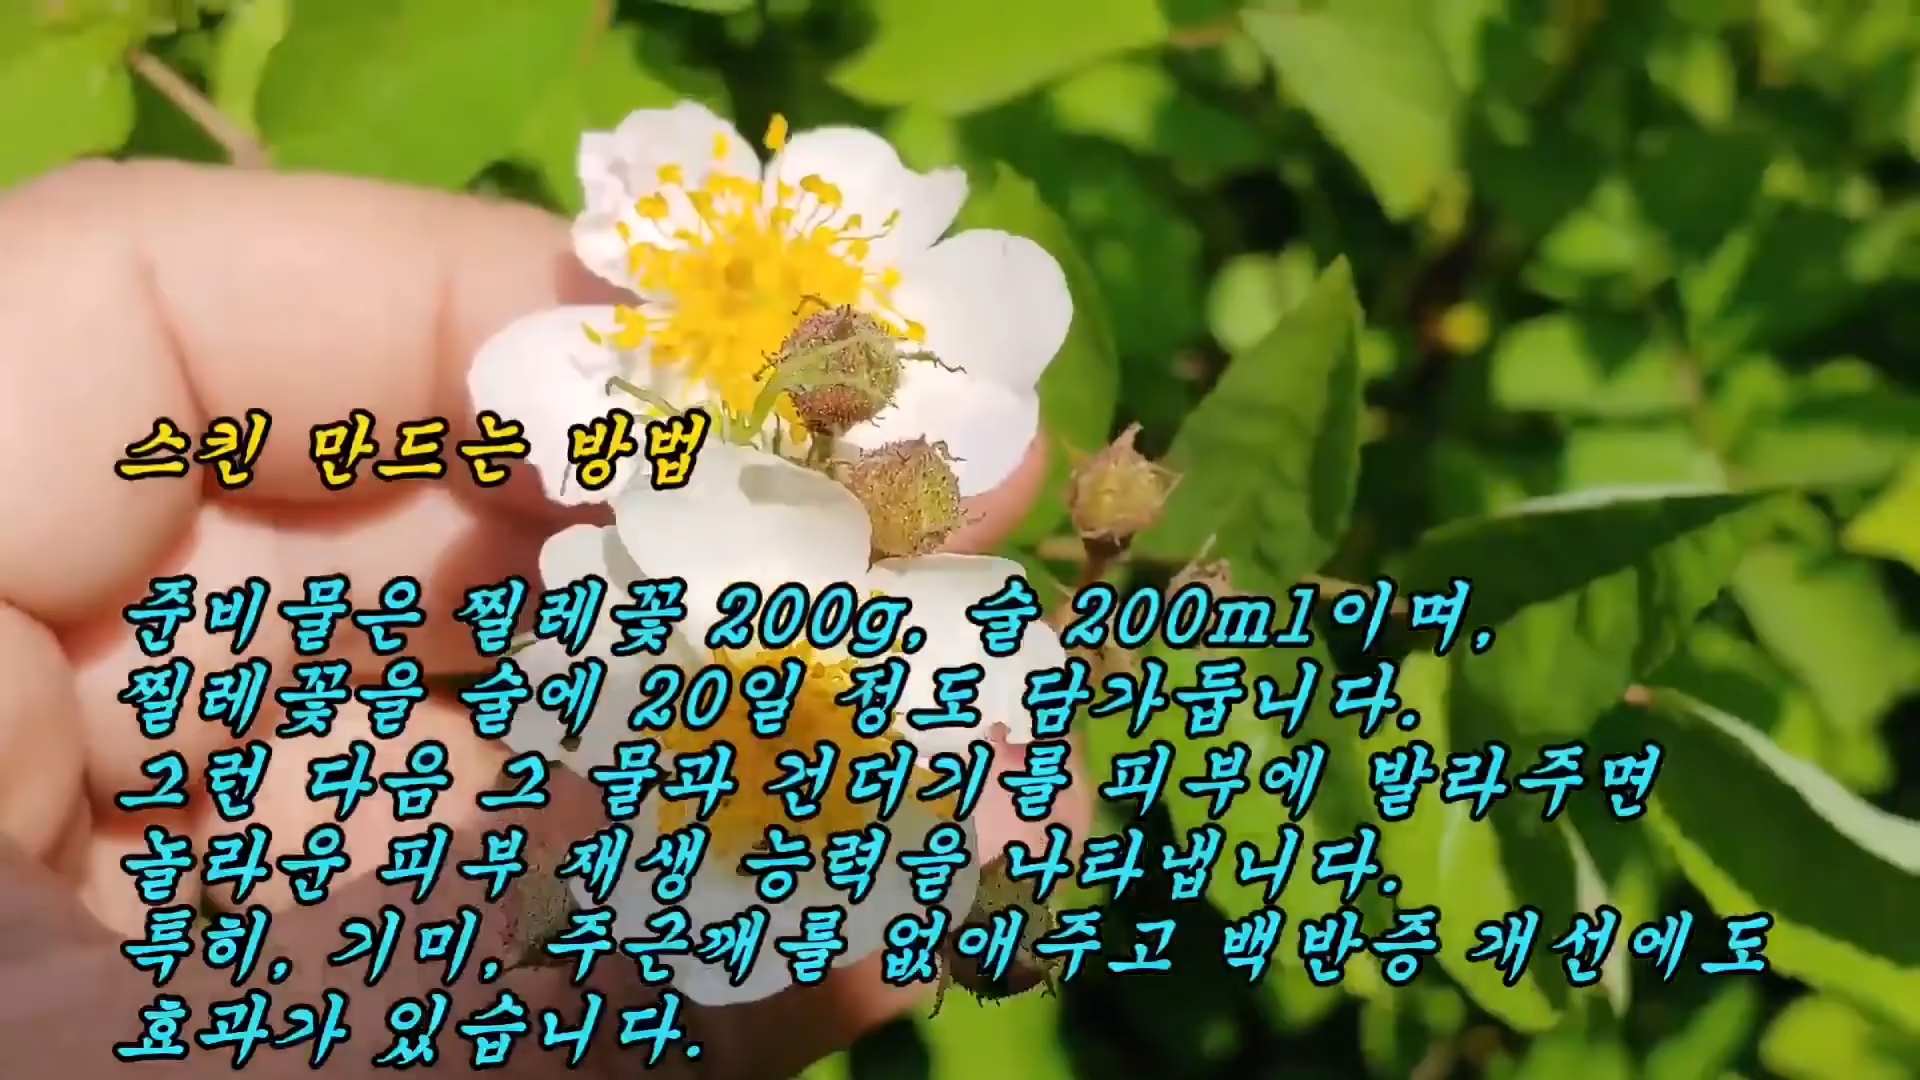 스킨 만드는 방법
준비물은 찔레꽃 200g, 술 200ml이며,
찔레꽃을 술에 20일 정도 담가둡니다.
그런 다음 그 물과 건더기를 피부에 발라주면
놀라운 피부 재생 능력을 나타냅니다.
특히, 기미, 주근깨를 없애주고 백반증 개선에도
효과가 있습니다.